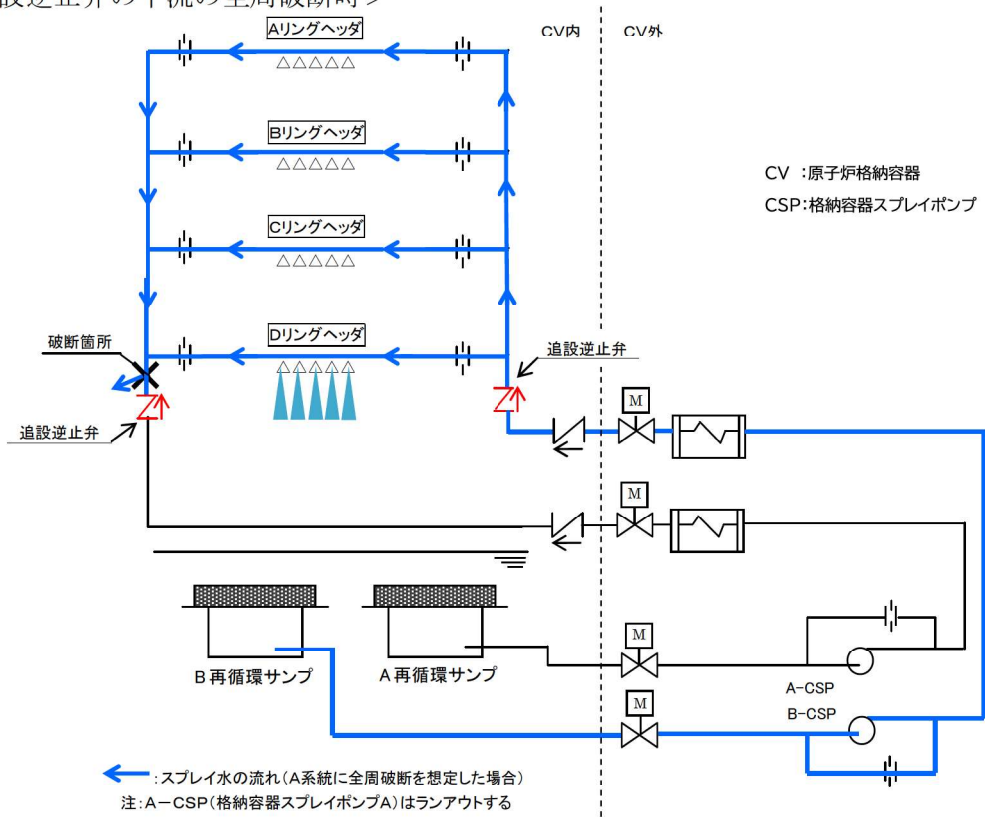 設逆止弁の下流の全周破断時>
Aリングヘッダ
CV内
CV外
Bリングヘッダ
CV :原子炉格納容器
CSP:格納容器スプレイポンプ
Cリングヘッダ
Dリングヘッダ
破断箇所
追設逆止弁
M
追設逆止弁
M
B再循環サンプ
A再循環サンプ
M
A-CSP
M
B-CSP
:スプレイ水の流れ(A系統に全周破断を想定した場合)
注:A-CSP(格納容器スプレイポンプA)はランアウトする